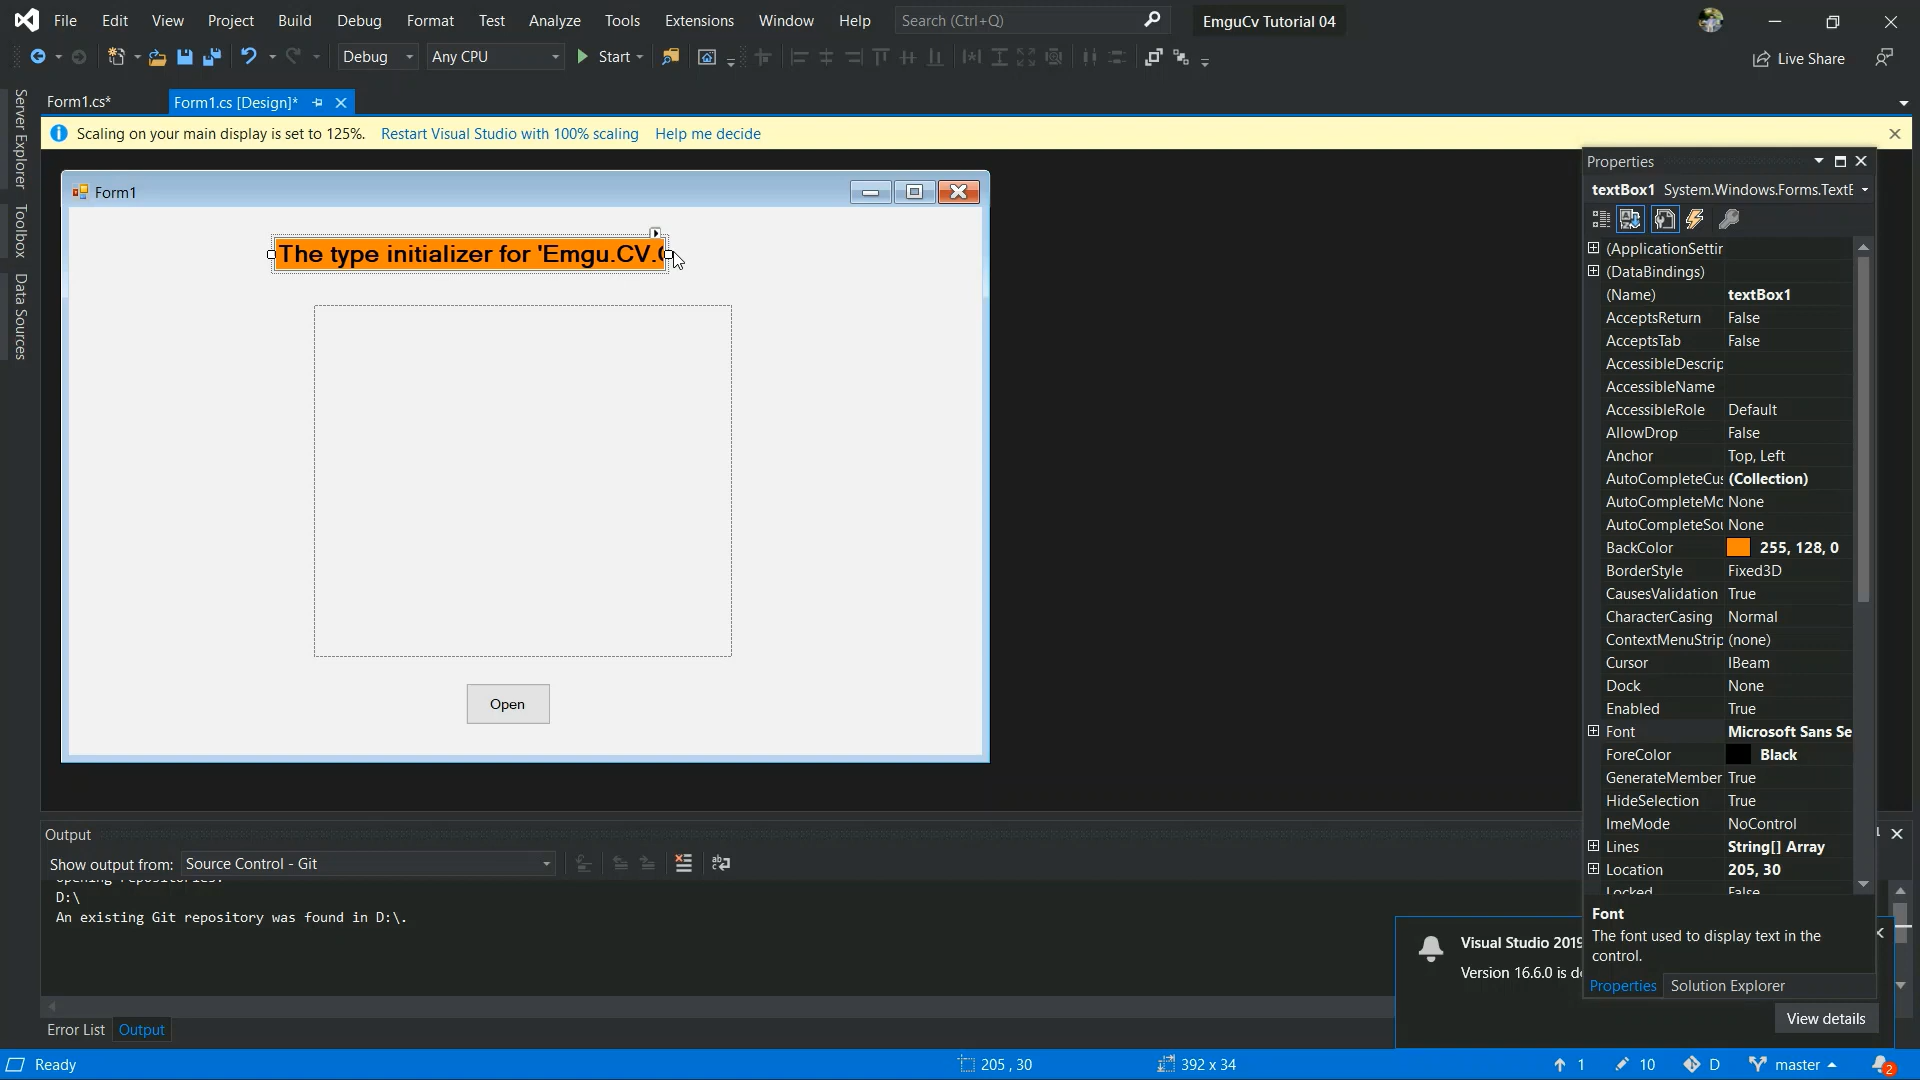 File Edit View Project Build Debug Format Test Analyze Tools Extensions Window Help Search (Ctrl+Q) EmguCv Tutorial 04
Debug Any CPU Start Live Share
Form1.cs* Form1.cs [Design]*
Scaling on your main display is set to 125%. Restart Visual Studio with 100% scaling Help me decide
Server Explorer
Toolbox
Data Sources
Form1
The type initializer for 'Emgu.CV.
Open
Properties
textBox1 System.Windows.Forms.TextE
(ApplicationSettin
(DataBindings)
(Name) textBox1
AcceptsReturn False
AcceptsTab False
AccessibleDescrip
AccessibleName
AccessibleRole Default
AllowDrop False
Anchor Top, Left
AutoCompleteCus (Collection)
AutoCompleteMo None
AutoCompleteSou None
BackColor 255, 128, 0
BorderStyle Fixed3D
CausesValidation True
CharacterCasing Normal
ContextMenuStrip (none)
Cursor IBeam
Dock None
Enabled True
Font Microsoft Sans Se
ForeColor Black
GenerateMember True
HideSelection True
ImeMode NoControl
Lines String[] Array
Location 205, 30
Locked False
Font
The font used to display text in the
control.
Properties Solution Explorer
Output
Show output from: Source Control - Git
Opening repositories:
D:\
An existing Git repository was found in D:\.
Visual Studio 2019
Version 16.6.0 is
View details
Error List Output
Ready 205 , 30 392 x 34 1 10 D master 2